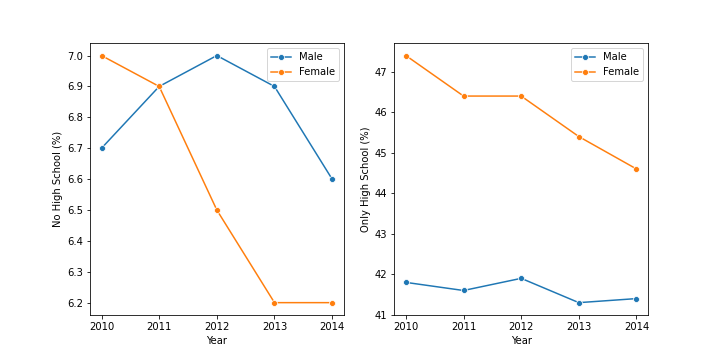 No High School (%)
7.0
6.9
6.8
6.7
6.6
6.5
6.4
6.3
6.2
2010 2011 2012 2013 2014
Year
Male
Female
Only High School (%)
47
46
45
44
43
42
41
2010 2011 2012 2013 2014
Year
Male
Female